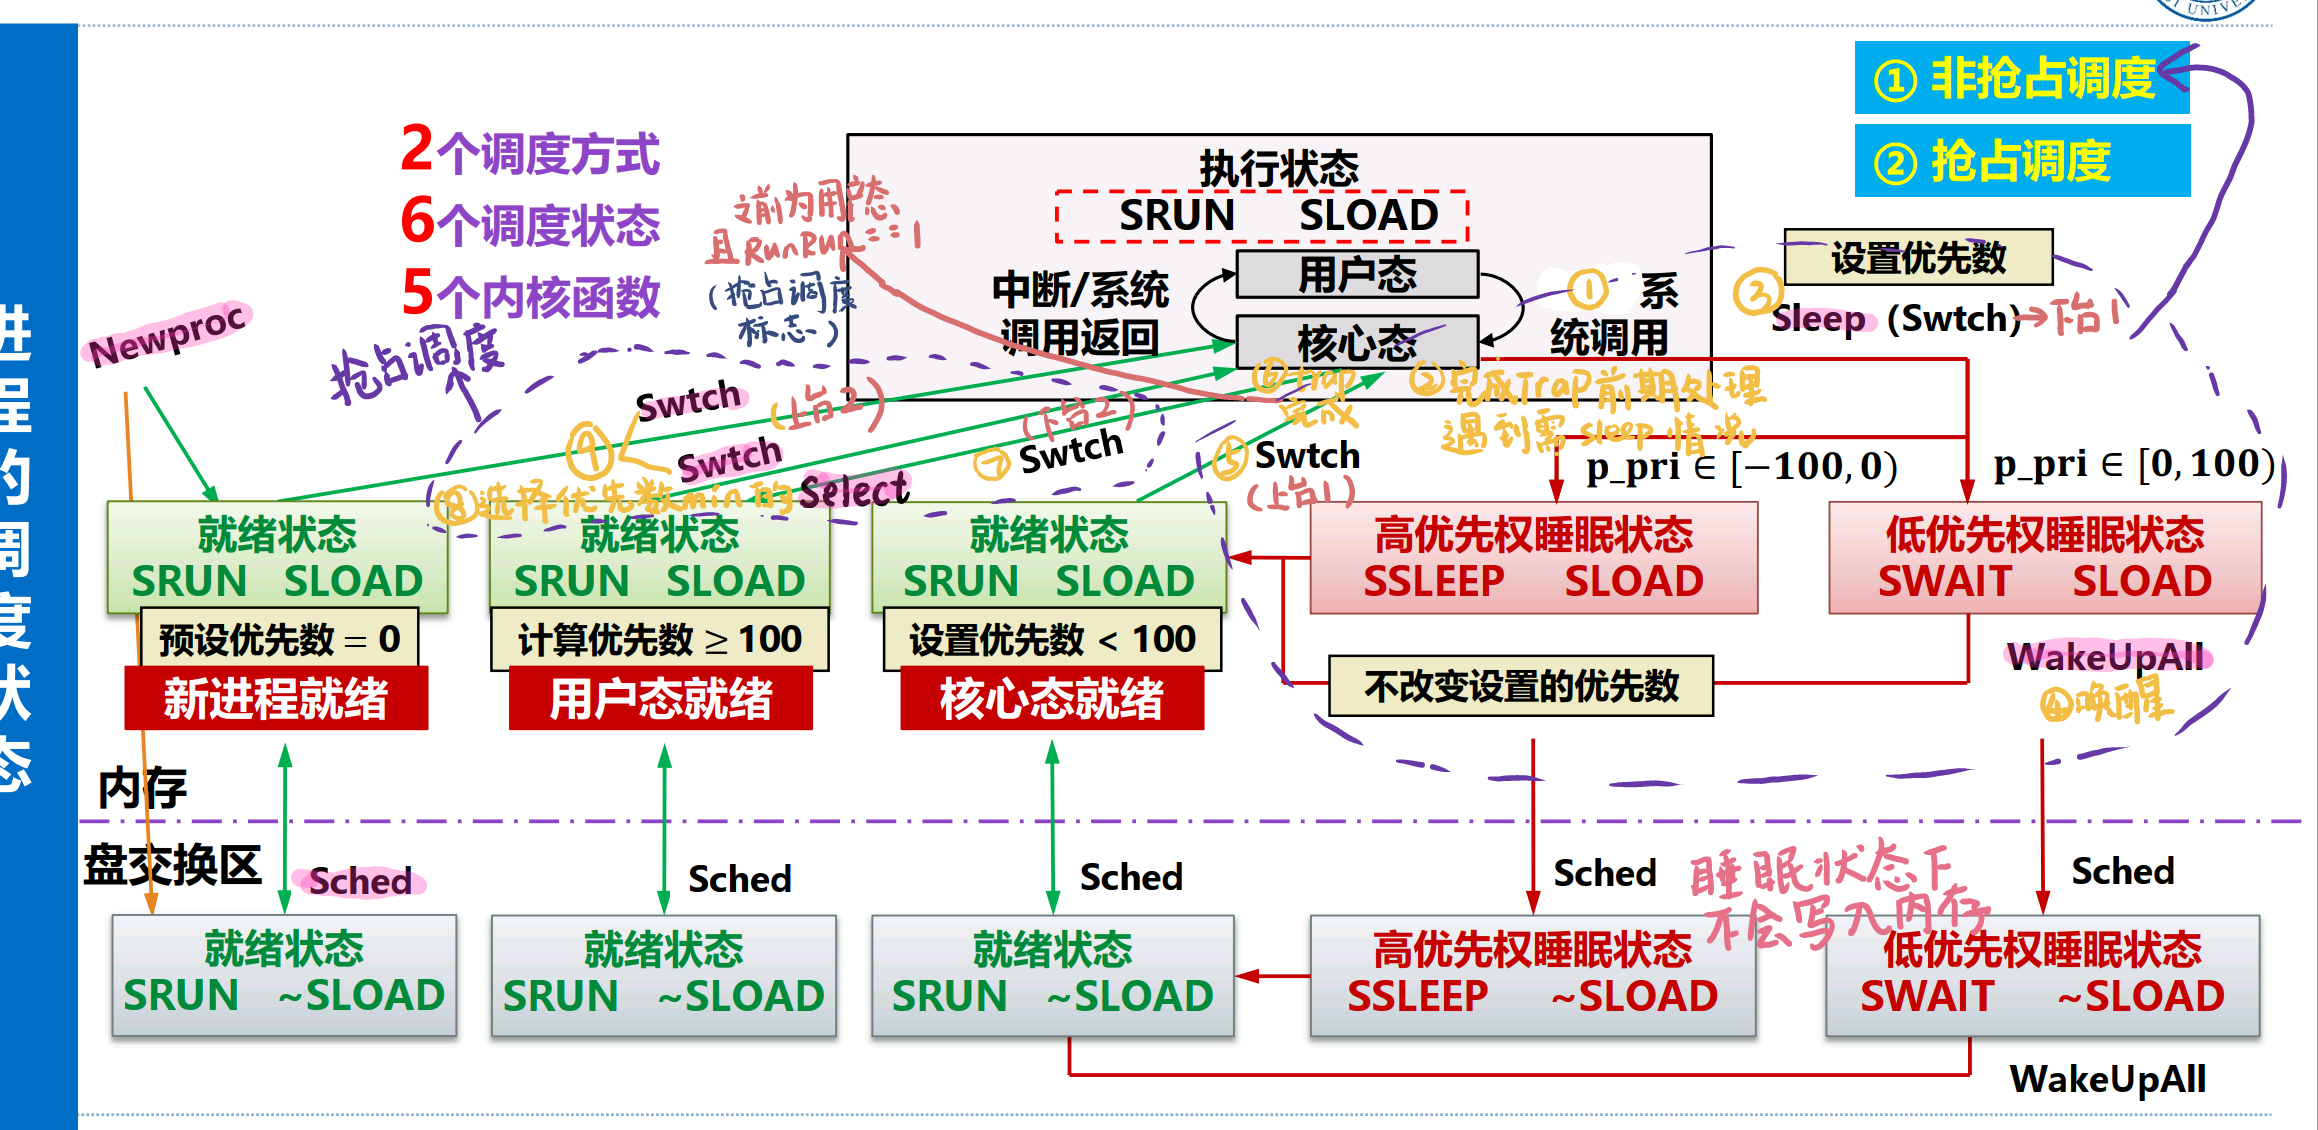 进程的调度状态
① 非抢占调度
② 抢占调度
2个调度方式
6个调度状态
5个内核函数
之前为用户态
且RunRun==1
(抢占调度
标志)
执行状态
SRUN SLOAD
用户态
核心态
中断/系统
调用返回
① 系
统调用
设置优先数
③
Sleep (Swtch) → 下台1
Newproc
抢占调度
Swtch
(上台2)
⑨
Swtch
⑧选择优先数min的
Select
(下台2)
⑦ Swtch
⑥Trap
完成
②完成Trap前期处理
遇到需sleep情况
⑤ Swtch
(上台1)
p_pri ∈ [−100, 0)
p_pri ∈ [0, 100)
就绪状态
SRUN SLOAD
预设优先数 = 0
新进程就绪
就绪状态
SRUN SLOAD
计算优先数 ≥ 100
用户态就绪
就绪状态
SRUN SLOAD
设置优先数 < 100
核心态就绪
高优先权睡眠状态
SSLEEP SLOAD
低优先权睡眠状态
SWAIT SLOAD
不改变设置的优先数
WakeUpAll
④唤醒
内存
盘交换区
Sched
Sched
Sched
Sched
Sched
睡眠状态下
不会写入内存
就绪状态
SRUN ~SLOAD
就绪状态
SRUN ~SLOAD
就绪状态
SRUN ~SLOAD
高优先权睡眠状态
SSLEEP ~SLOAD
低优先权睡眠状态
SWAIT ~SLOAD
WakeUpAll